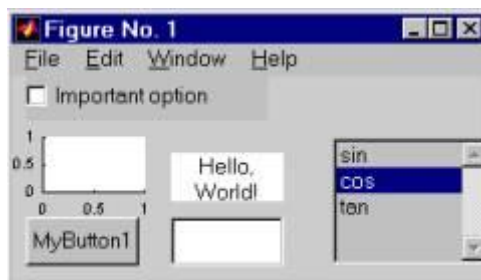 Figure No. 1
File Edit Window Help
Important option
1
0.5
0
0 0.5 1
Hello,
World!
sin
cos
tan
MyButton1